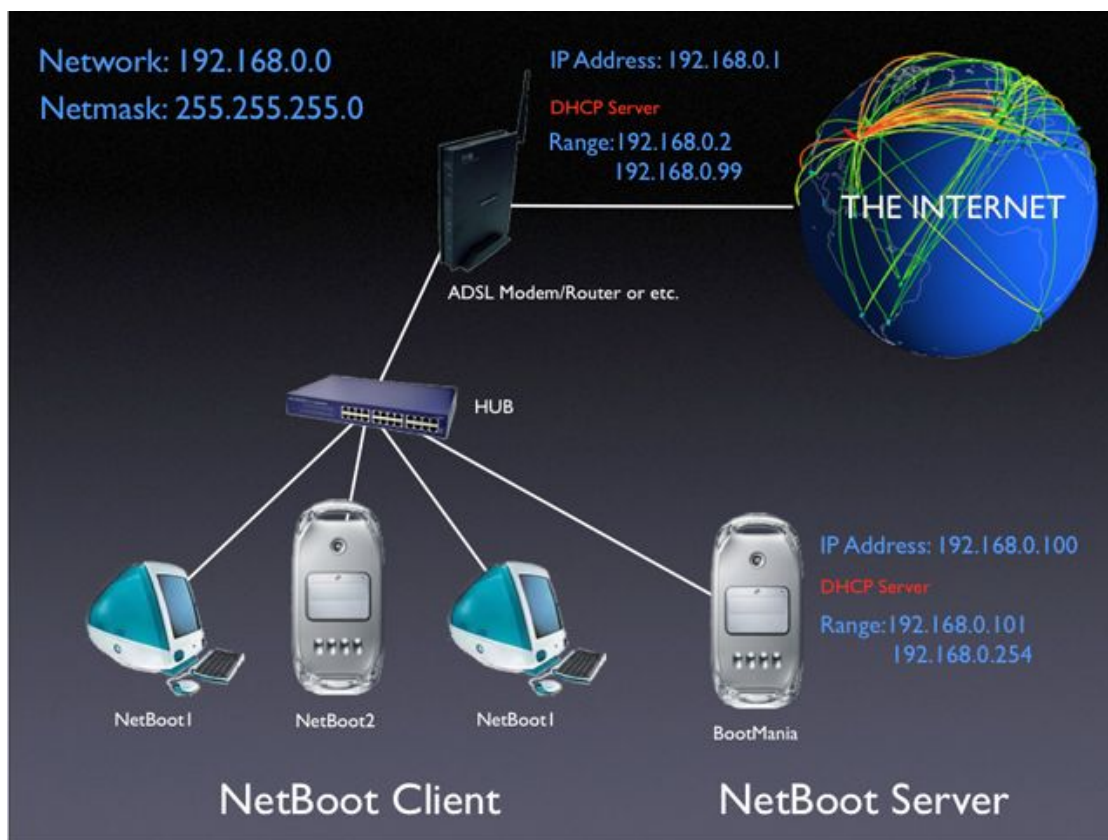 Network: 192.168.0.0
Netmask: 255.255.255.0
IP Address: 192.168.0.1
DHCP Server
Range:192.168.0.2
192.168.0.99
THE INTERNET
ADSL Modem/Router or etc.
HUB
IP Address: 192.168.0.100
DHCP Server
Range:192.168.0.101
192.168.0.254
NetBoot1
NetBoot2
NetBoot1
BootMania
NetBoot Client
NetBoot Server